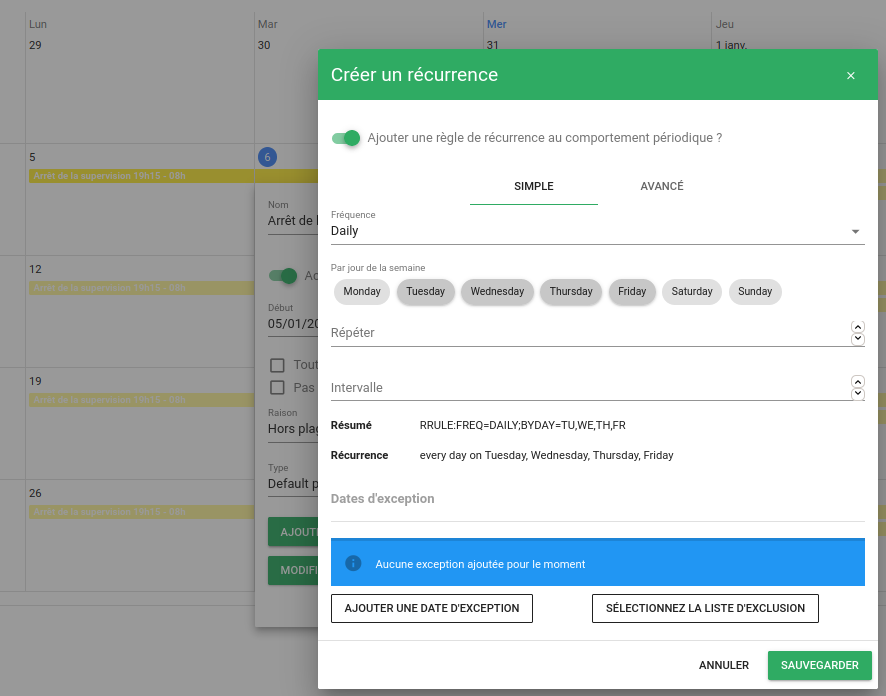 Lun
Mar
Mer
Jeu
29
30
31
1 janv.
Créer un récurrence
×
Ajouter une règle de récurrence au comportement périodique ?
5
6
Arrêt de la supervision 19h15 - 08h
SIMPLE
AVANCÉ
Nom
Arrêt de l
Fréquence
Daily
12
Arrêt de la supervision 19h15 - 08h
Par jour de la semaine
Monday
Tuesday
Wednesday
Thursday
Friday
Saturday
Sunday
Début
05/01/20
Répéter
Tout
19
Pas
Intervalle
Arrêt de la supervision 19h15 - 08h
Raison
Hors plag
Résumé
RRULE:FREQ=DAILY;BYDAY=TU,WE,TH,FR
Récurrence
every day on Tuesday, Wednesday, Thursday, Friday
Type
Default p
26
Dates d'exception
Arrêt de la supervision 19h15 - 08h
AJOUT
MODIFI
Aucune exception ajoutée pour le moment
AJOUTER UNE DATE D'EXCEPTION
SÉLECTIONNEZ LA LISTE D'EXCLUSION
ANNULER
SAUVEGARDER